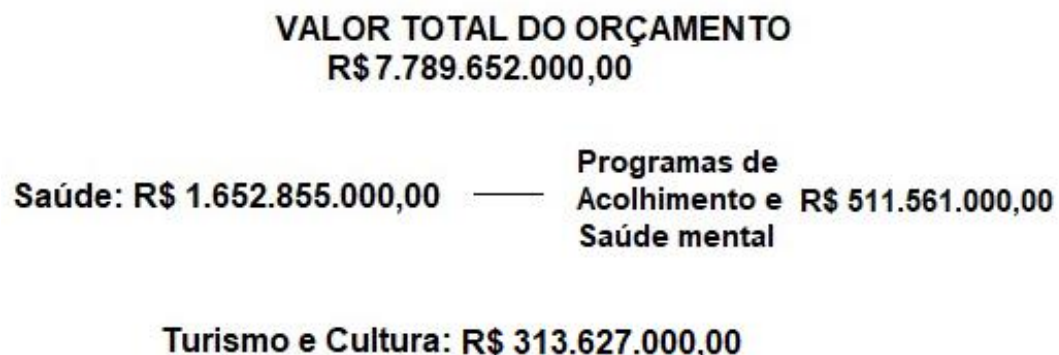 VALOR TOTAL DO ORÇAMENTO
R$ 7.789.652.000,00
Saúde: R$ 1.652.855.000,00
Programas de
Acolhimento e R$ 511.561.000,00
Saúde mental
Turismo e Cultura: R$ 313.627.000,00